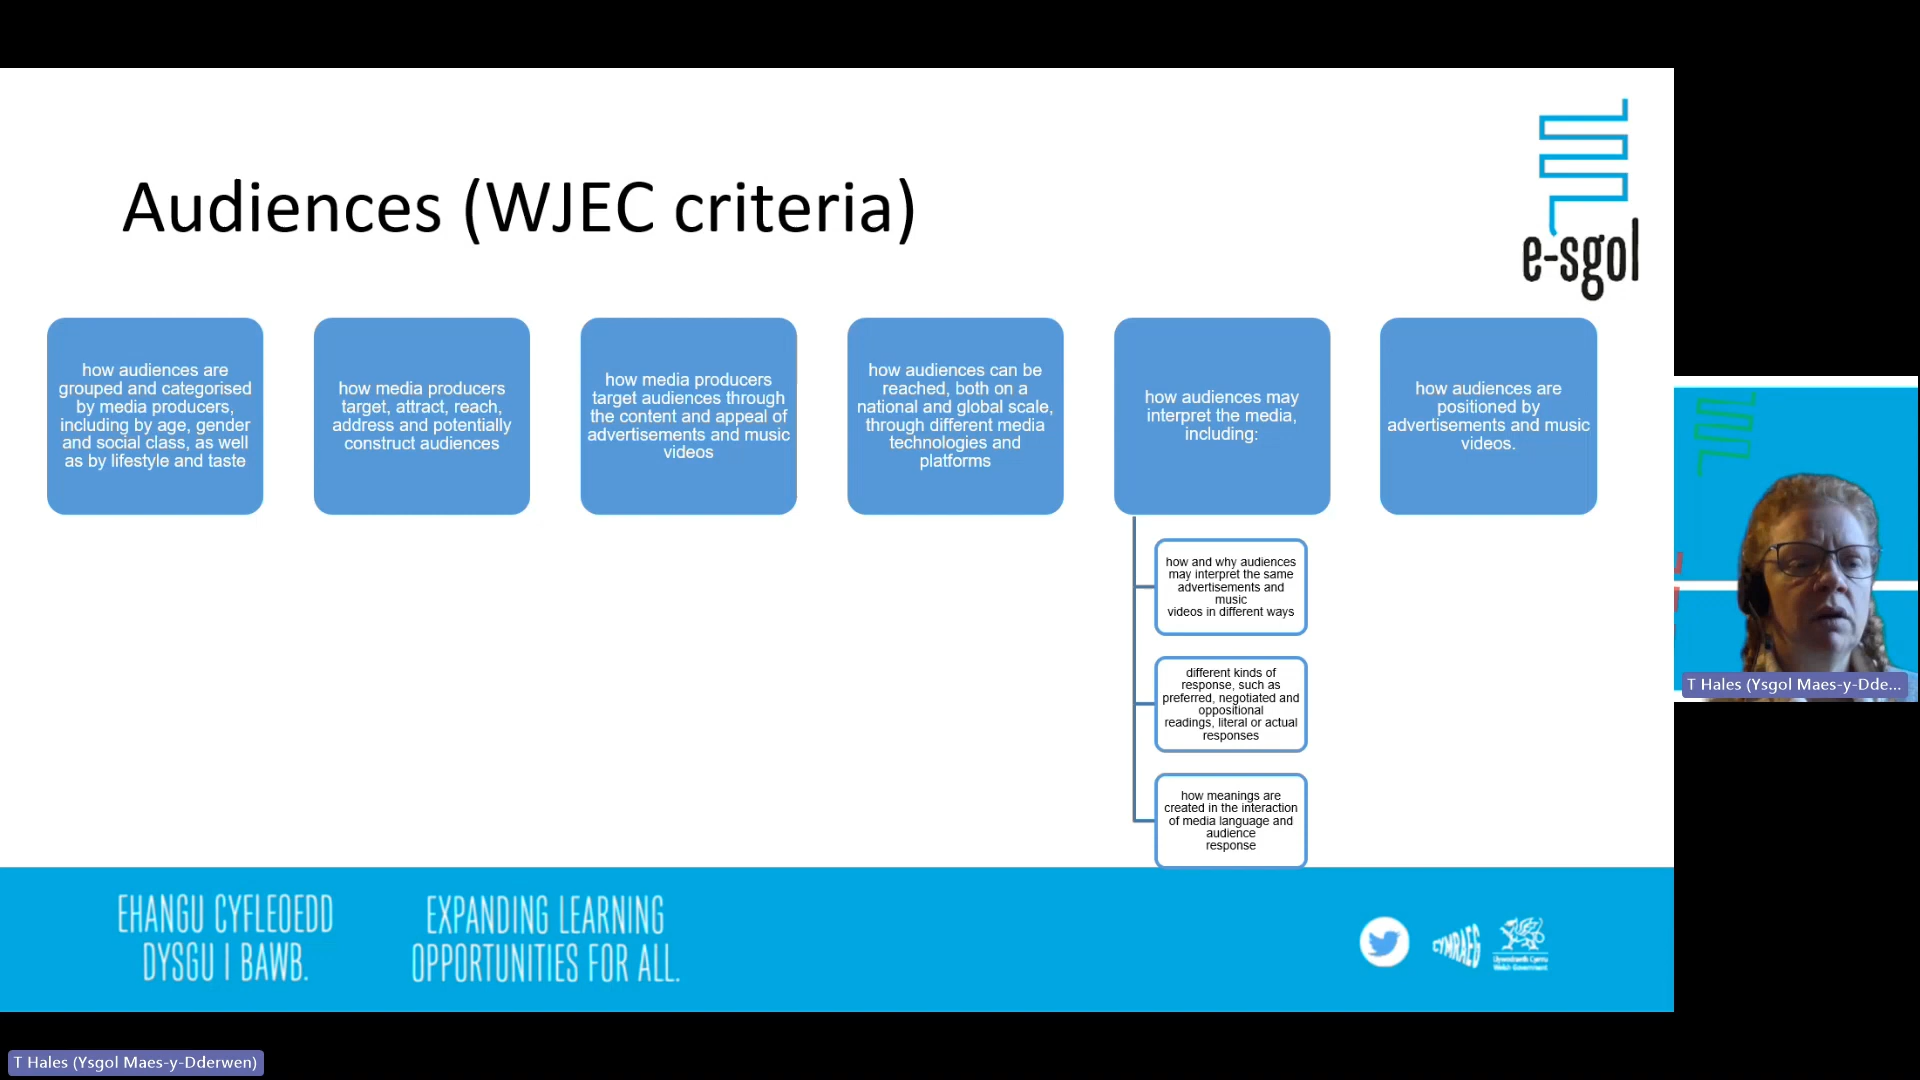 Audiences (WJEC criteria)
e-sgol
how audiences are
grouped and categorised
by media producers,
including by age, gender
and social class, as well
as by lifestyle and taste
how media producers
target, attract, reach,
address and potentially
construct audiences
how media producers
target audiences through
the content and appeal of
advertisements and music
videos
how audiences can be
reached, both on a
national and global scale,
through different media
technologies and
platforms
how audiences may
interpret the media,
including:
how and why audiences
may interpret the same
advertisements and
music
videos in different ways
different kinds of
response, such as
preferred, negotiated and
oppositional
readings, literal or actual
responses
how meanings are
created in the interaction
of media language and
audience
response
how audiences are
positioned by
advertisements and music
videos.
T Hales (Ysgol Maes-y-Dde...
EHANGU CYFLEOEDD
DYSGU I BAWB.
EXPANDING LEARNING
OPPORTUNITIES FOR ALL.
CYMRAEG
Llywodraeth Cymru
Welsh Government
T Hales (Ysgol Maes-y-Dderwen)